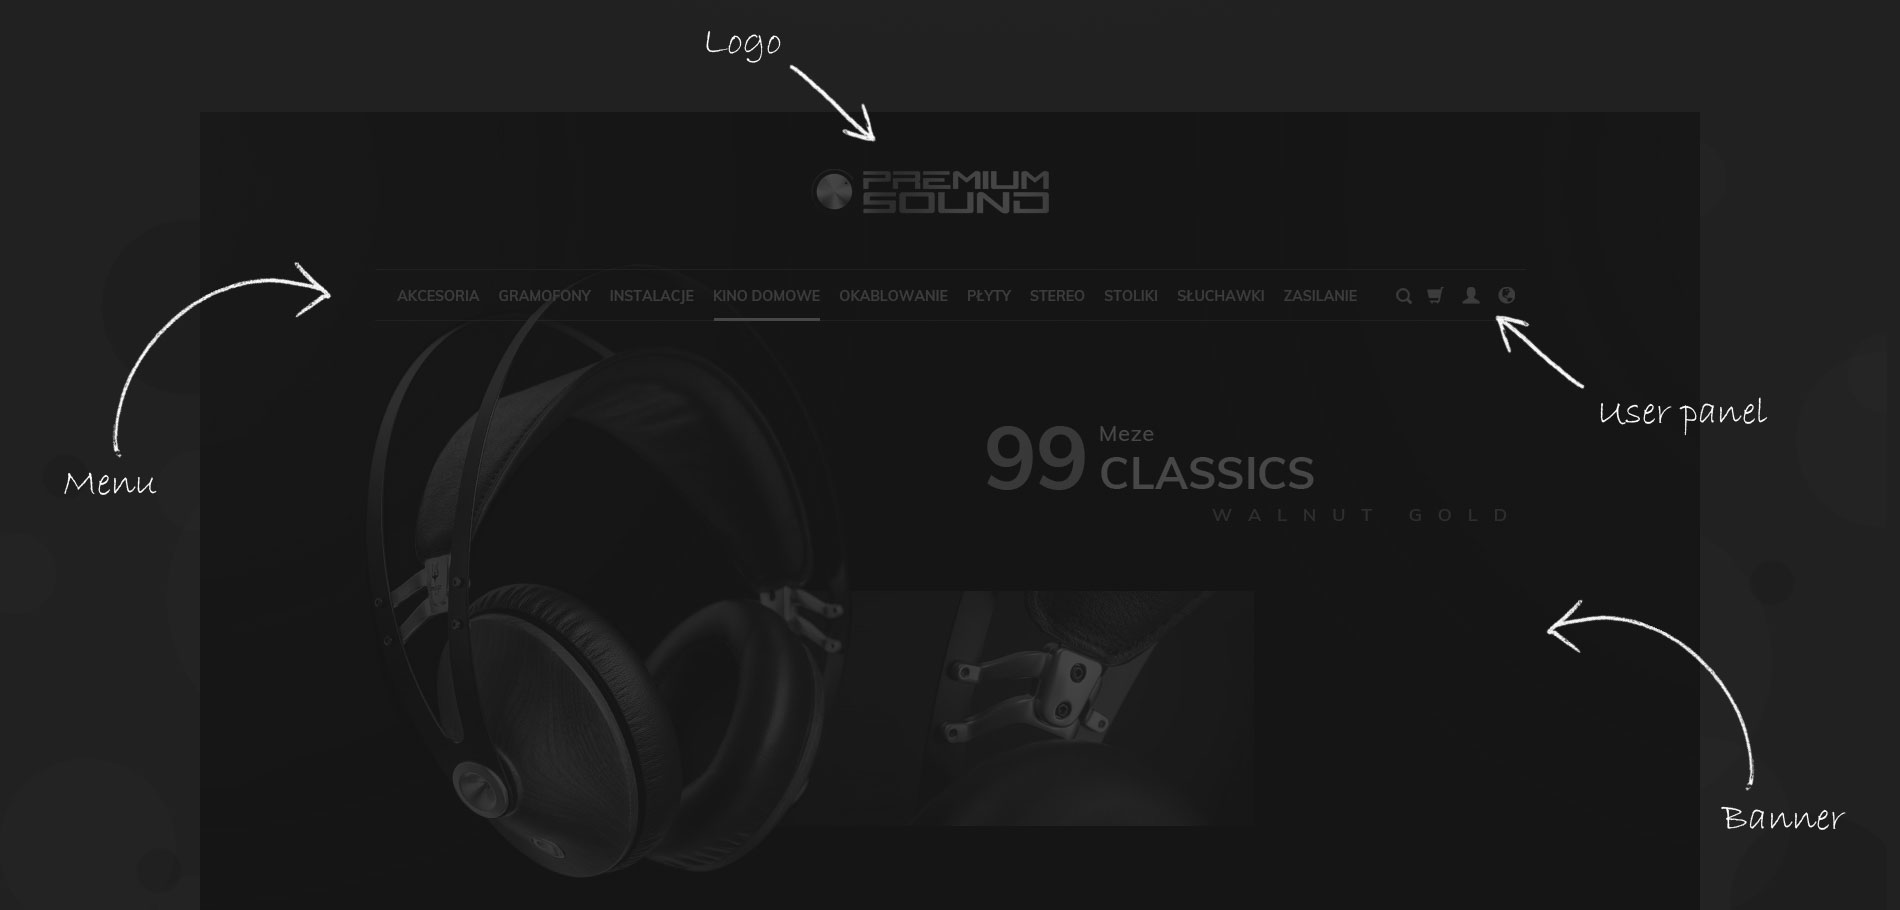 Logo
PREMIUM
SOUND
AKCESORIA GRAMOFONY INSTALACJE KINO DOMOWE OKABLOWANIE PŁYTY STEREO STOLIKI SŁUCHAWKI ZASILANIE
User panel
Menu
99 Meze
CLASSICS
WALNUT GOLD
Banner